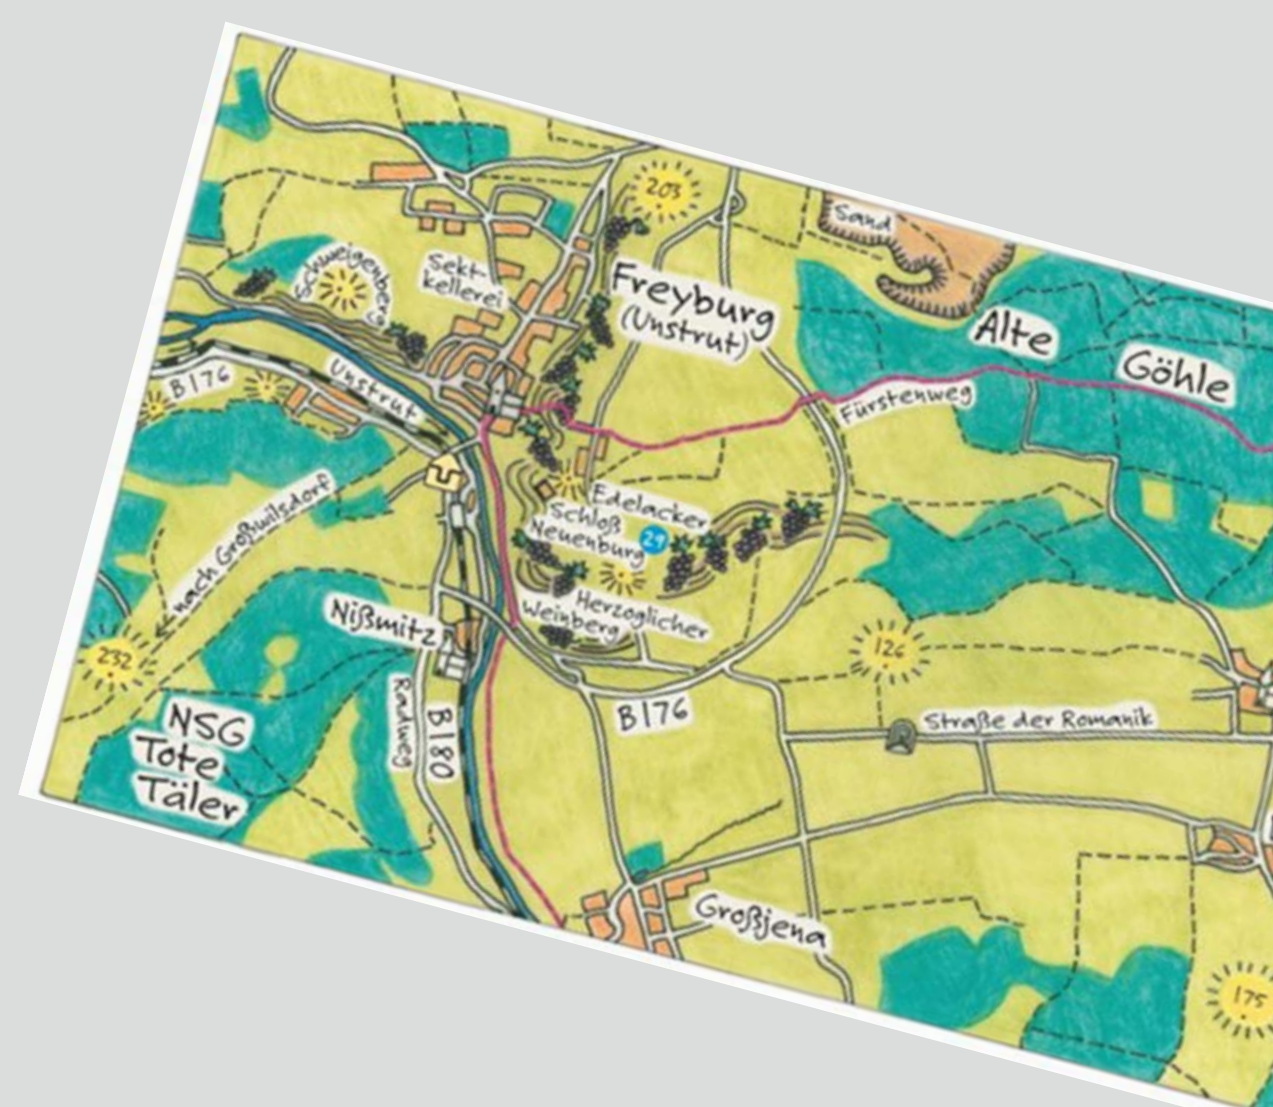 203
Sand
Schweigenberg
Sekt-
kellerei
Freyburg
(Unstrut)
Alte
Göhle
B176
Unstrut
Fürstenweg
nach Großwilsdorf
Edelacker
Schloß
Neuenburg
29
Herzoglicher
Weinberg
Nißmitz
232
126
Radweg
B180
B176
Straße der Romanik
NSG
Tote
Täler
Großjena
175